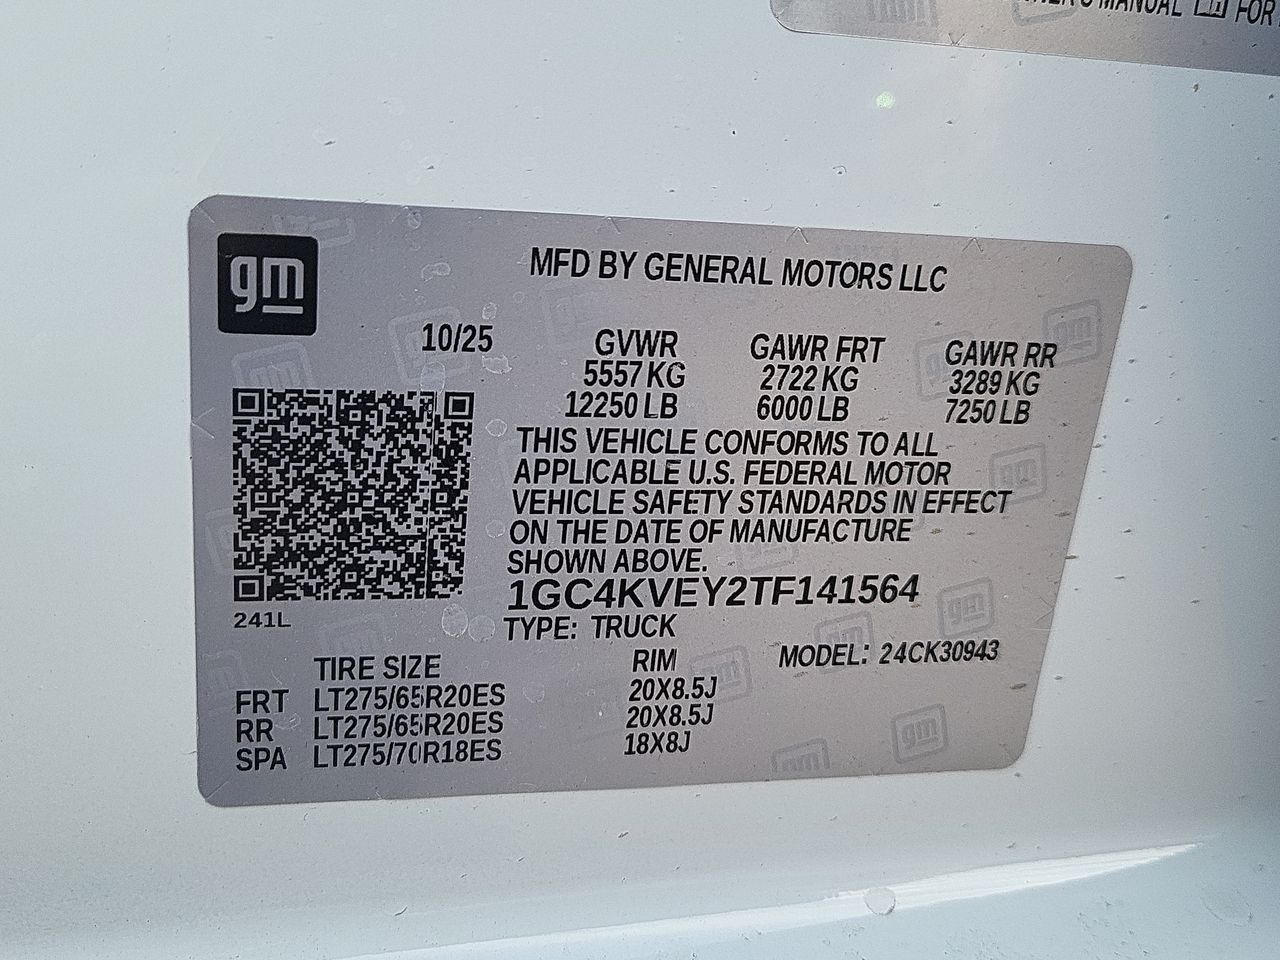 OWNER'S MANUAL FOR
gm
MFD BY GENERAL MOTORS LLC
10/25 GVWR GAWR FRT GAWR RR
5557 KG 2722 KG 3289 KG
12250 LB 6000 LB 7250 LB
THIS VEHICLE CONFORMS TO ALL
APPLICABLE U.S. FEDERAL MOTOR
VEHICLE SAFETY STANDARDS IN EFFECT
ON THE DATE OF MANUFACTURE
SHOWN ABOVE.
1GC4KVEY2TF141564
241L
TYPE: TRUCK
TIRE SIZE RIM MODEL: 24CK30943
FRT LT275/65R20ES 20X8.5J
RR LT275/65R20ES 20X8.5J
SPA LT275/70R18ES 18X8J